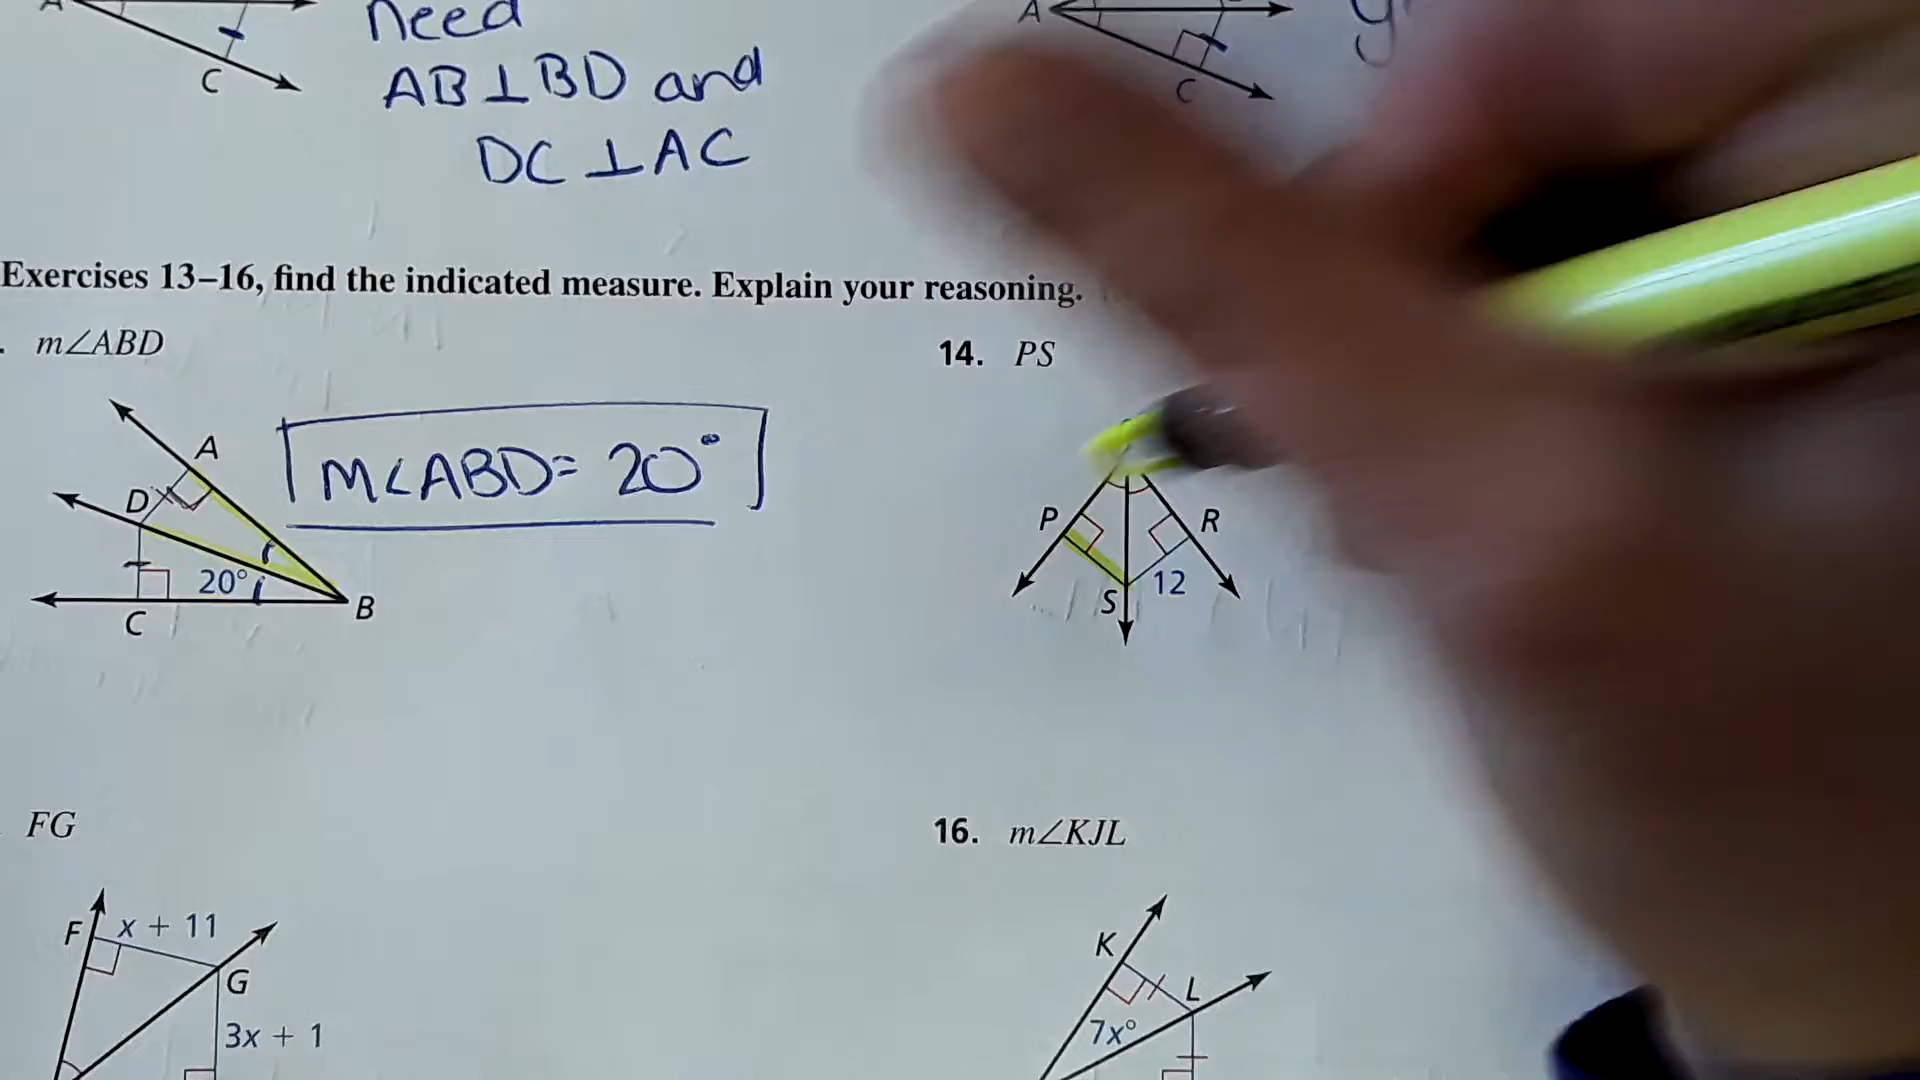 need
C
AB⊥BD and
DC⊥AC
A
C
Exercises 13–16, find the indicated measure. Explain your reasoning.
m∠ABD
14. PS
A
D
20°
C
B
m∠ABD= 20°
P
R
S
12
FG
16. m∠KJL
F
x + 11
G
3x + 1
K
L
7x°